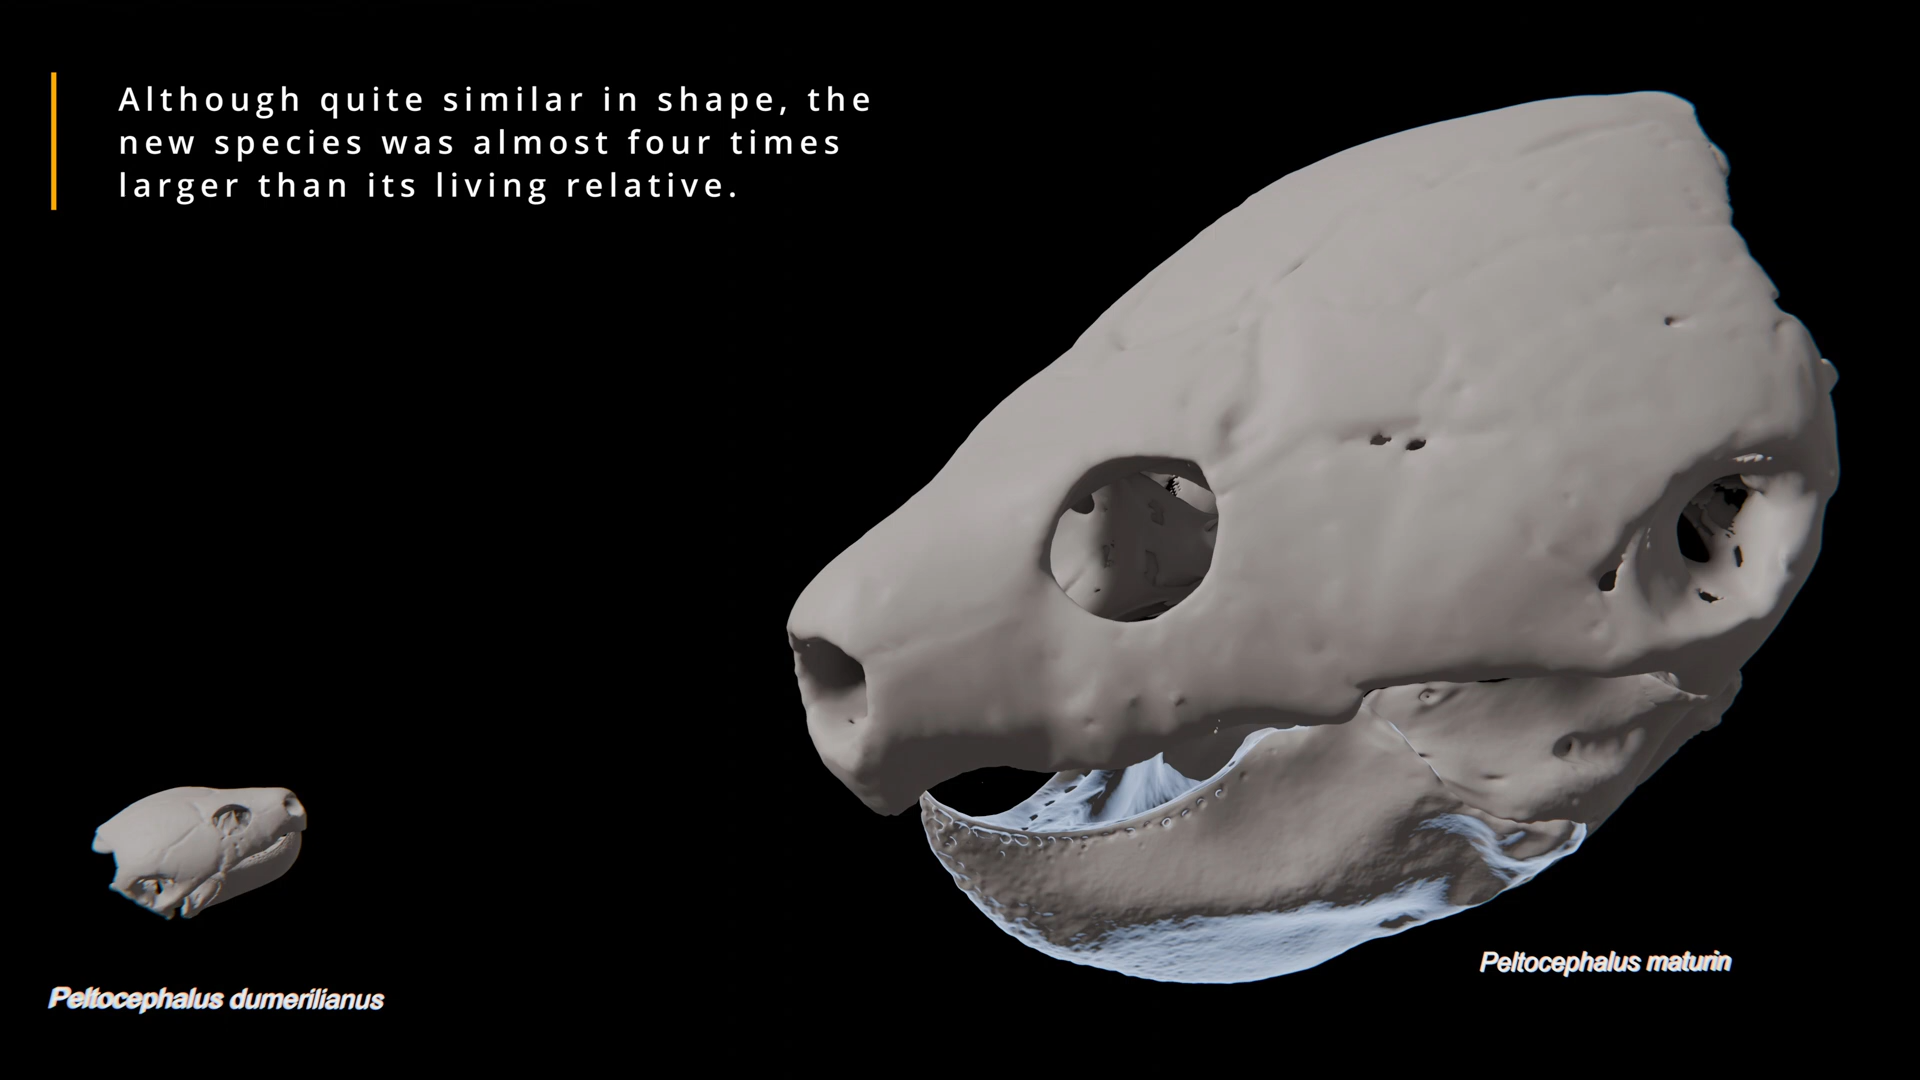 Although quite similar in shape, the
new species was almost four times
larger than its living relative.
Peltocephalus maturin
Peltocephalus dumerilianus